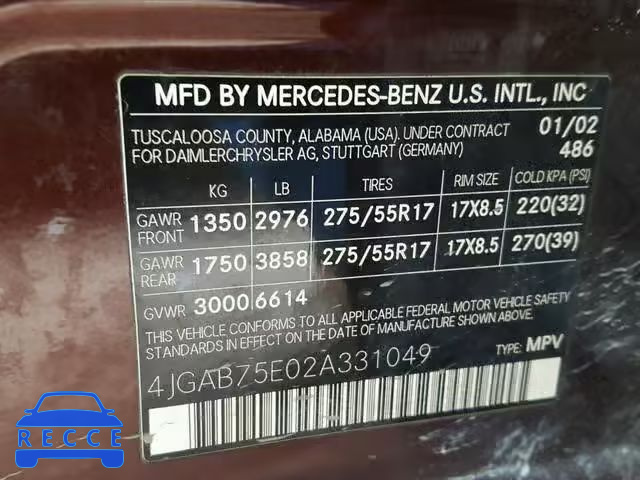 MFD BY MERCEDES-BENZ U.S. INTL., INC
TUSCALOOSA COUNTY, ALABAMA (USA). UNDER CONTRACT 01/02
FOR DAIMLERCHRYSLER AG, STUTTGART (GERMANY) 486
KG LB TIRES RIM SIZE COLD KPA (PSI)
GAWR FRONT 1350 2976 275/55R17 17X8.5 220(32)
GAWR REAR 1750 3858 275/55R17 17X8.5 270(39)
GVWR 3000 6614
THIS VEHICLE CONFORMS TO ALL APPLICABLE FEDERAL MOTOR VEHICLE SAFETY
STANDARDS IN EFFECT ON THE DATE OF MANUFACTURE SHOWN ABOVE.
4JGAB75E02A331049 TYPE: MPV
RECCE